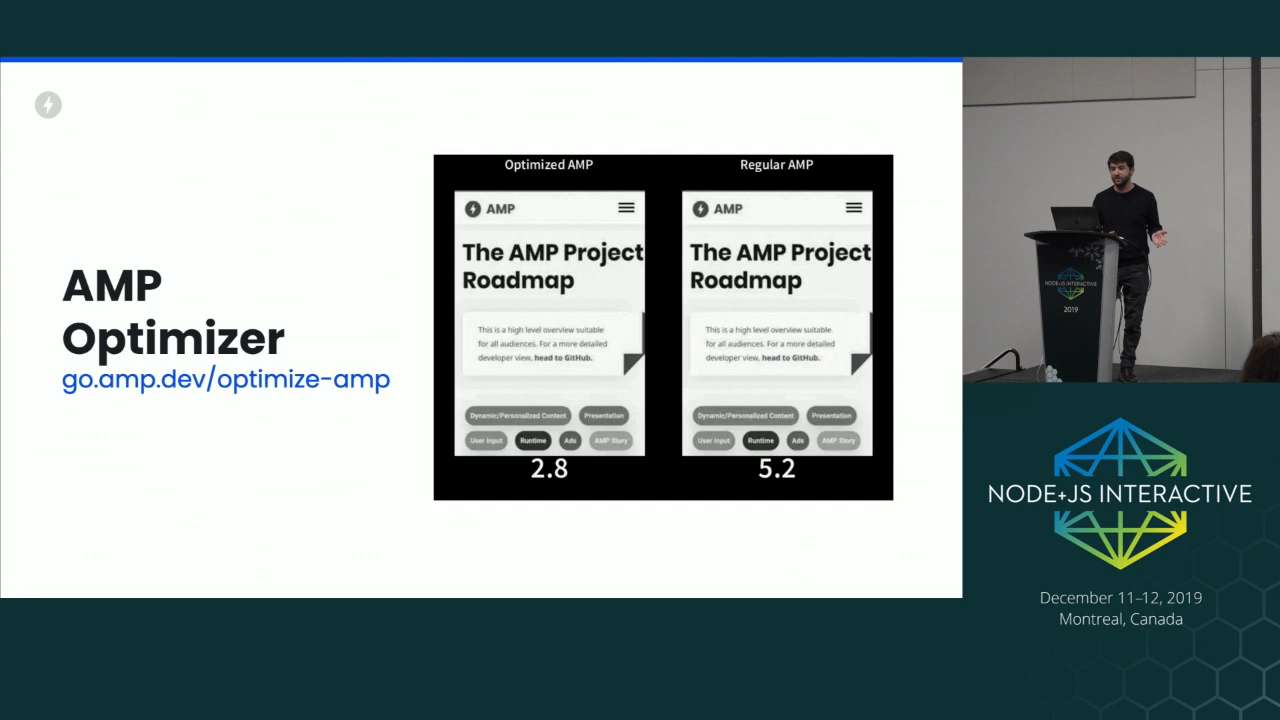 AMP
Optimizer
go.amp.dev/optimize-amp
Optimized AMP
AMP
The AMP Project
Roadmap
This is a high level overview suitable
for all audiences. For a more detailed
developer view, head to GitHub.
Dynamic/Personalized Content
Presentation
User Input
Runtime
Ads
AMP Story
2.8
Regular AMP
AMP
The AMP Project
Roadmap
This is a high level overview suitable
for all audiences. For a more detailed
developer view, head to GitHub.
Dynamic/Personalized Content
Presentation
User Input
Runtime
Ads
AMP Story
5.2
NODE+JS INTERACTIVE
2019
NODE+JS INTERACTIVE
December 11–12, 2019
Montreal, Canada